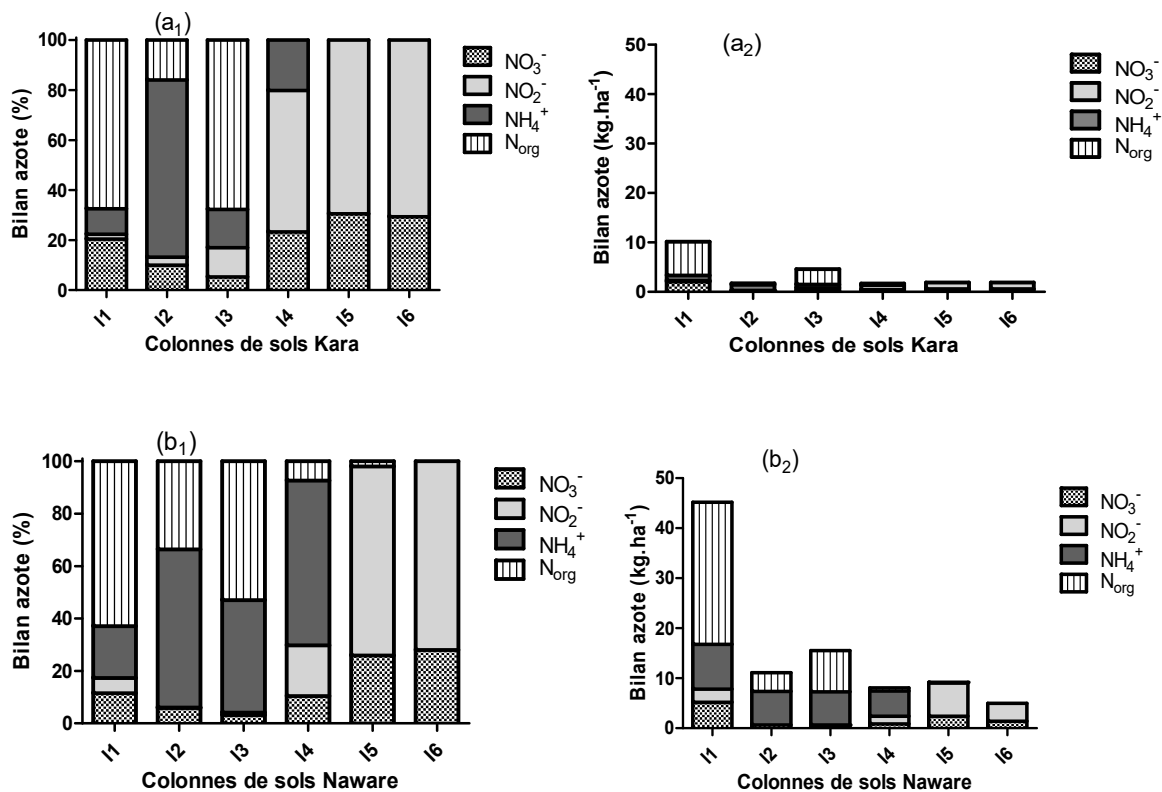 (a₁)
100
80
60
40
20
0
Bilan azote (%)
I1 I2 I3 I4 I5 I6
Colonnes de sols Kara
NO₃⁻
NO₂⁻
NH₄⁺
N_org
(a₂)
50
40
30
20
10
0
Bilan azote (kg.ha⁻¹)
I1 I2 I3 I4 I5 I6
Colonnes de sols Kara
NO₃⁻
NO₂⁻
NH₄⁺
N_org
(b₁)
100
80
60
40
20
0
Bilan azote (%)
I1 I2 I3 I4 I5 I6
Colonnes de sols Naware
NO₃⁻
NO₂⁻
NH₄⁺
N_org
(b₂)
50
40
30
20
10
0
Bilan azote (kg.ha⁻¹)
I1 I2 I3 I4 I5 I6
Colonnes de sols Naware
NO₃⁻
NO₂⁻
NH₄⁺
N_org